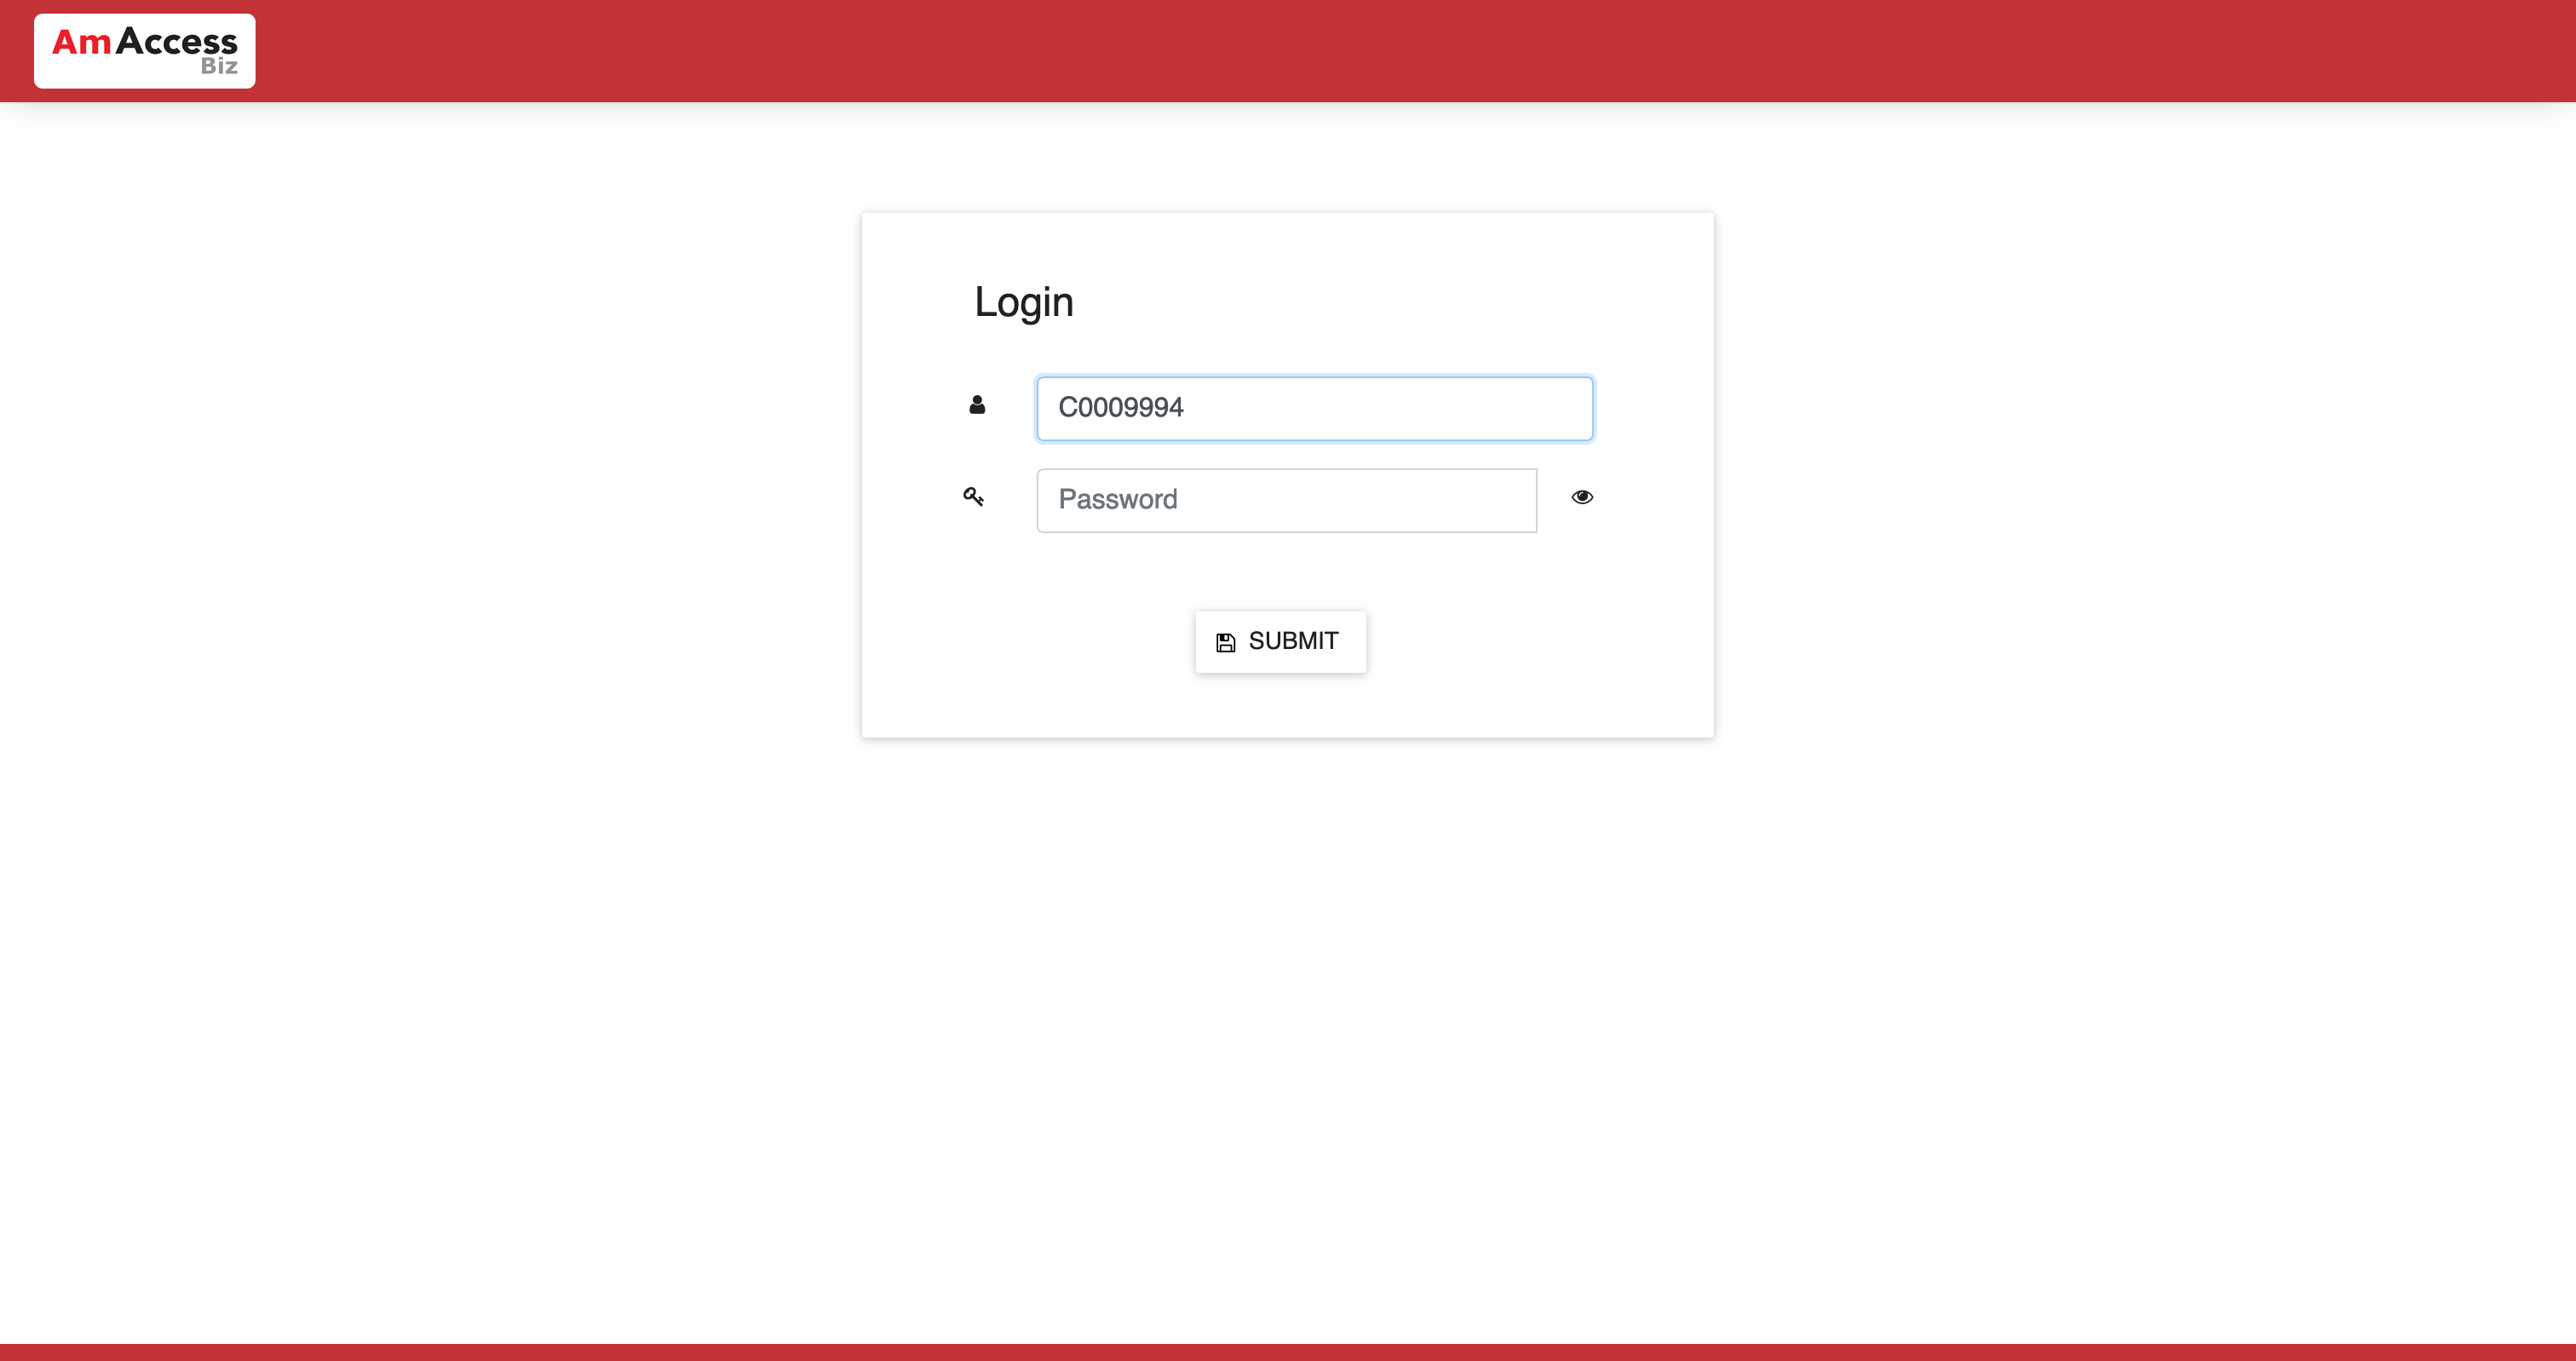 AmAccess
Biz
Login
C0009994
Password
SUBMIT